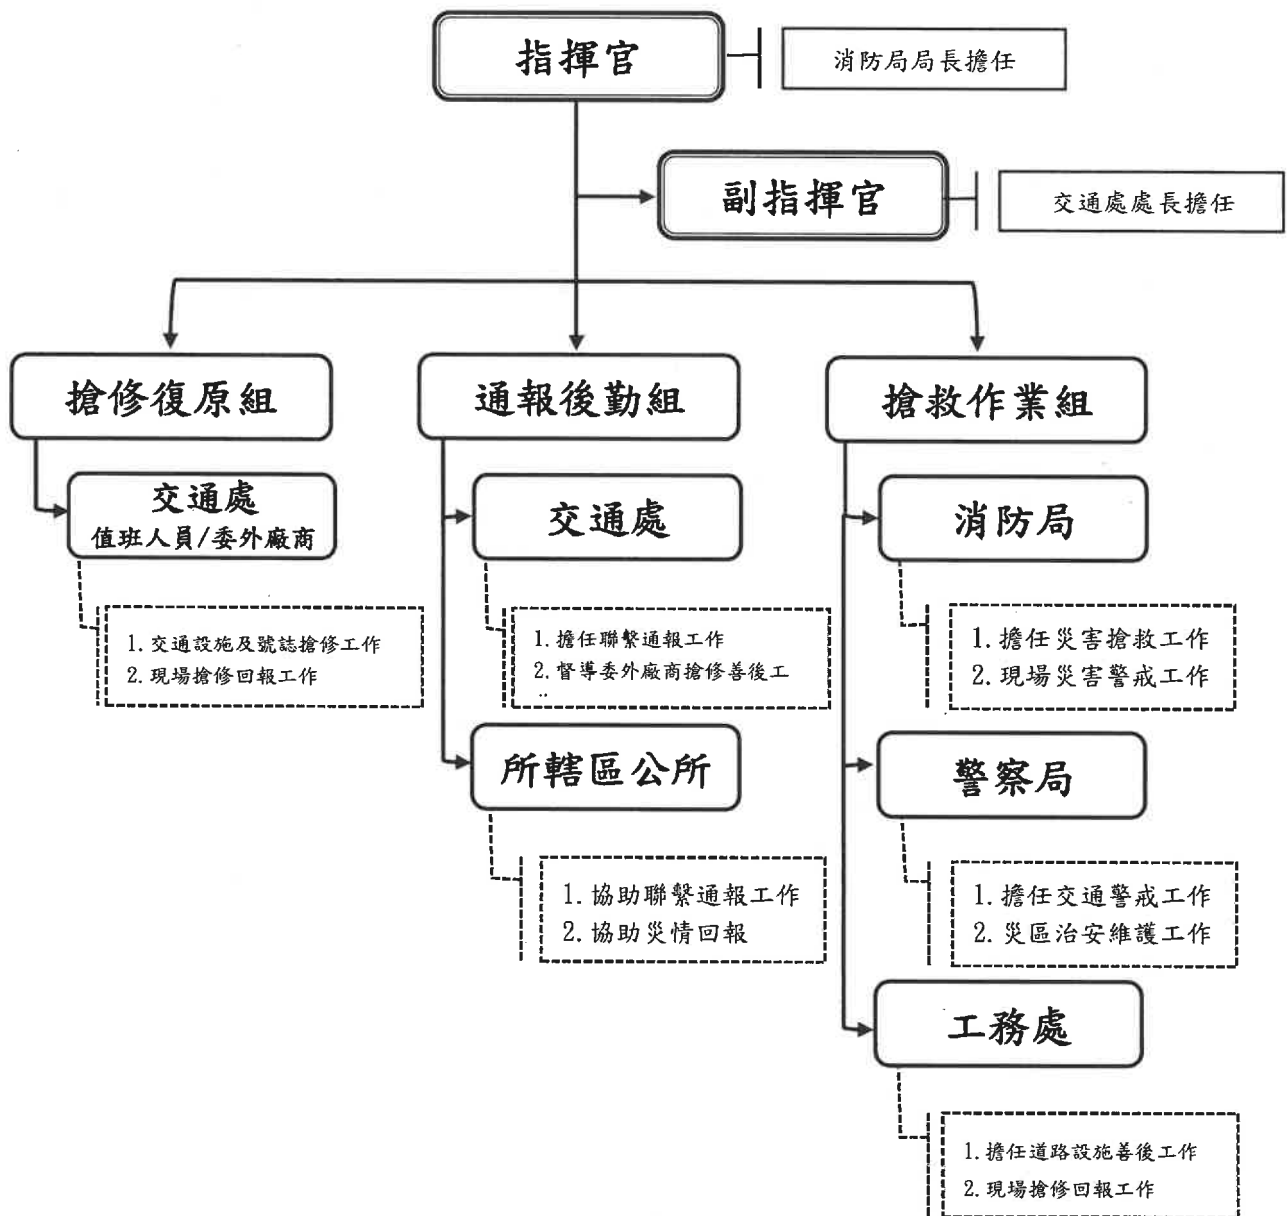 指揮官
消防局局長擔任
副指揮官
交通處處長擔任
搶修復原組
交通處
值班人員/委外廠商
1. 交通設施及號誌搶修工作
2. 現場搶修回報工作
通報後勤組
交通處
1. 擔任聯繫通報工作
2. 督導委外廠商搶修善後工
所轄區公所
1. 協助聯繫通報工作
2. 協助災情回報
搶救作業組
消防局
1. 擔任災害搶救工作
2. 現場災害警戒工作
警察局
1. 擔任交通警戒工作
2. 災區治安維護工作
工務處
1. 擔任道路設施善後工作
2. 現場搶修回報工作